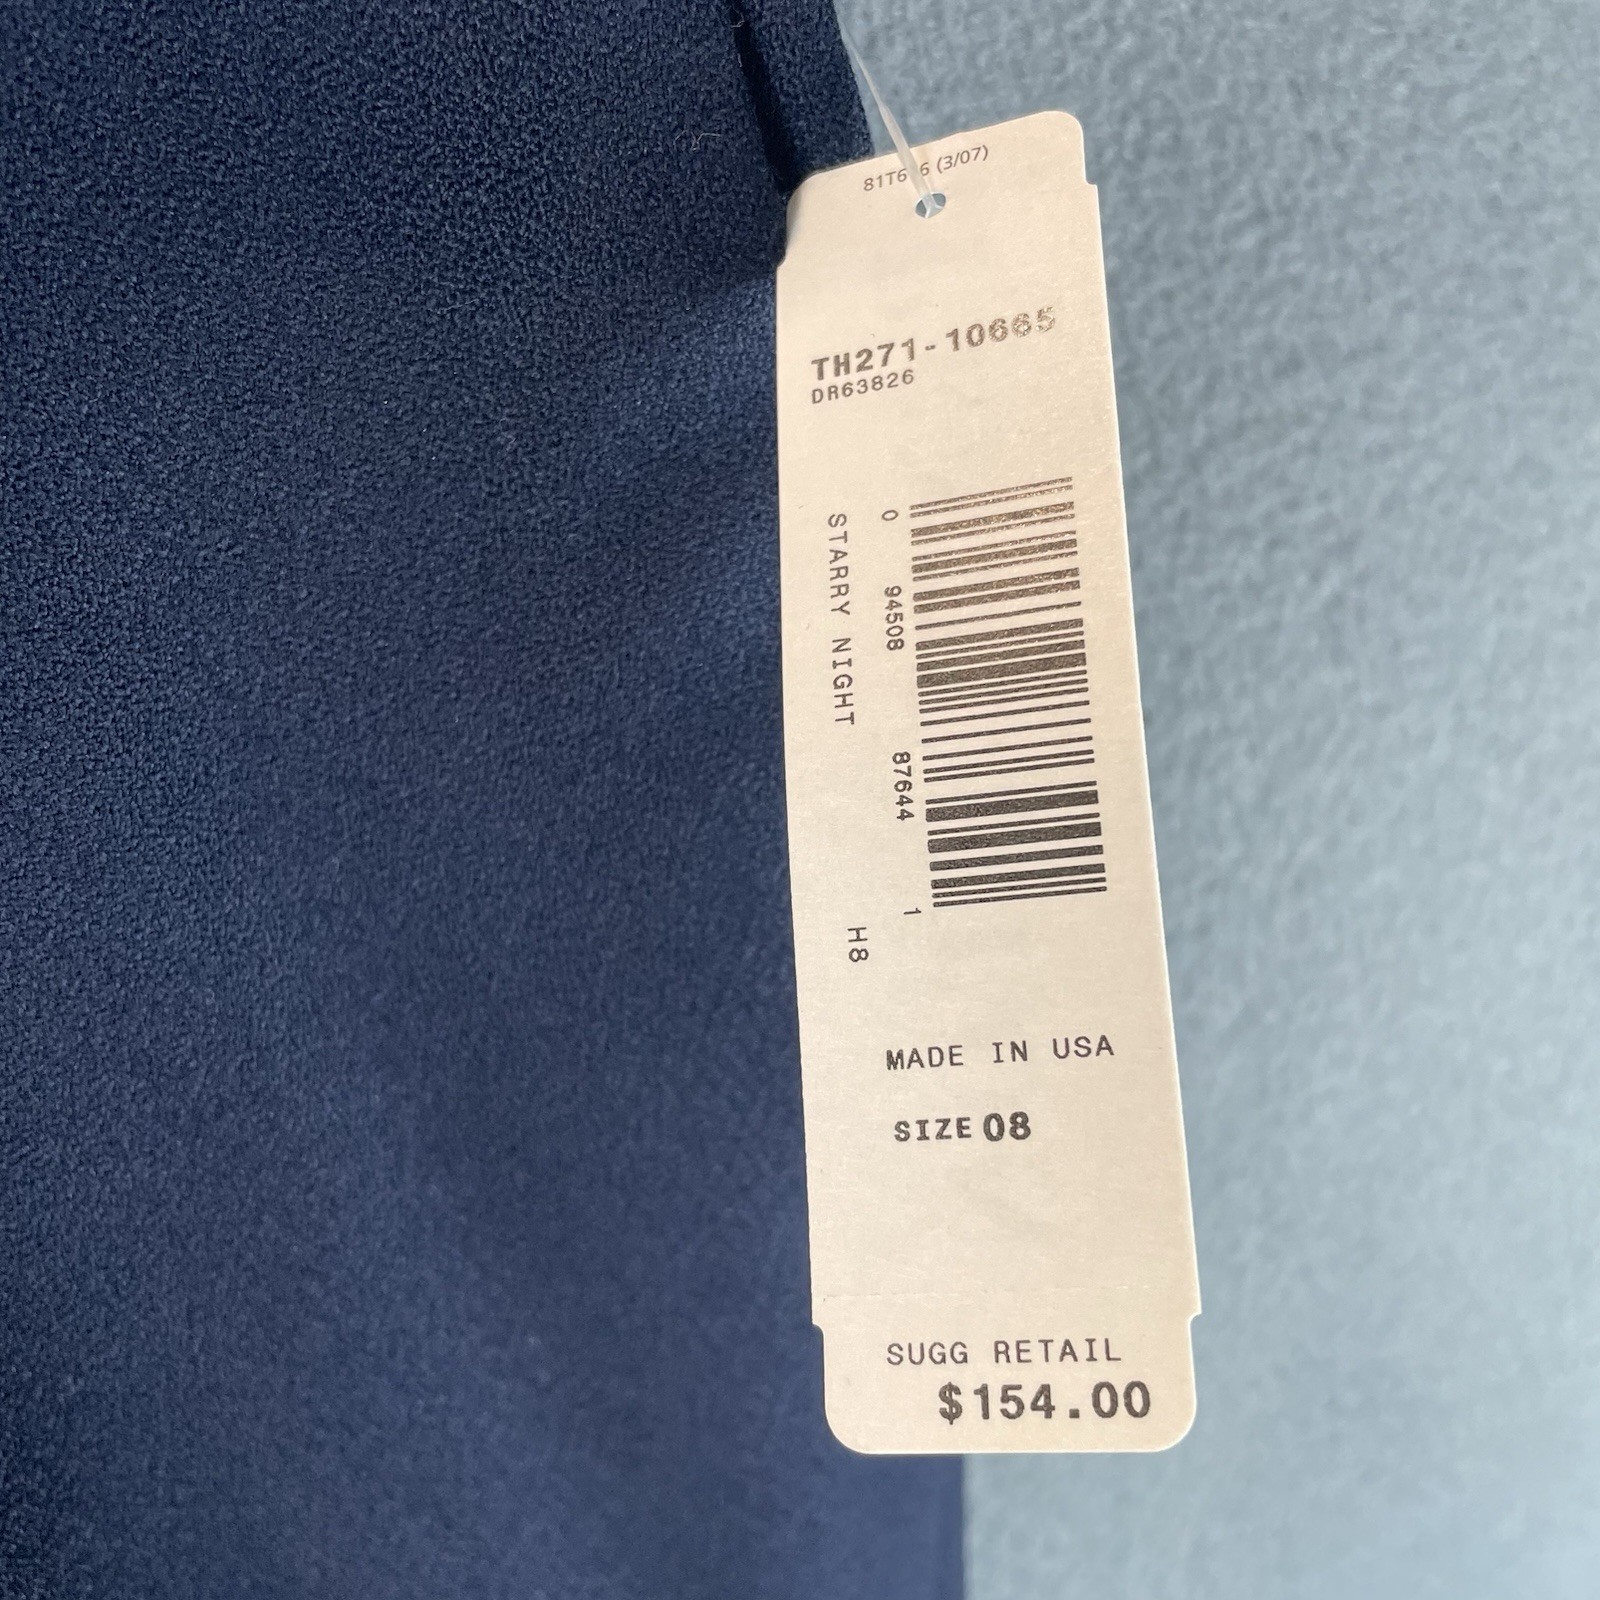 (3/07)
TH271-10665
DR63826
STARRY NIGHT
0 94508 87644 1
H8
MADE IN USA
SIZE 08
SUGG RETAIL
$154.00